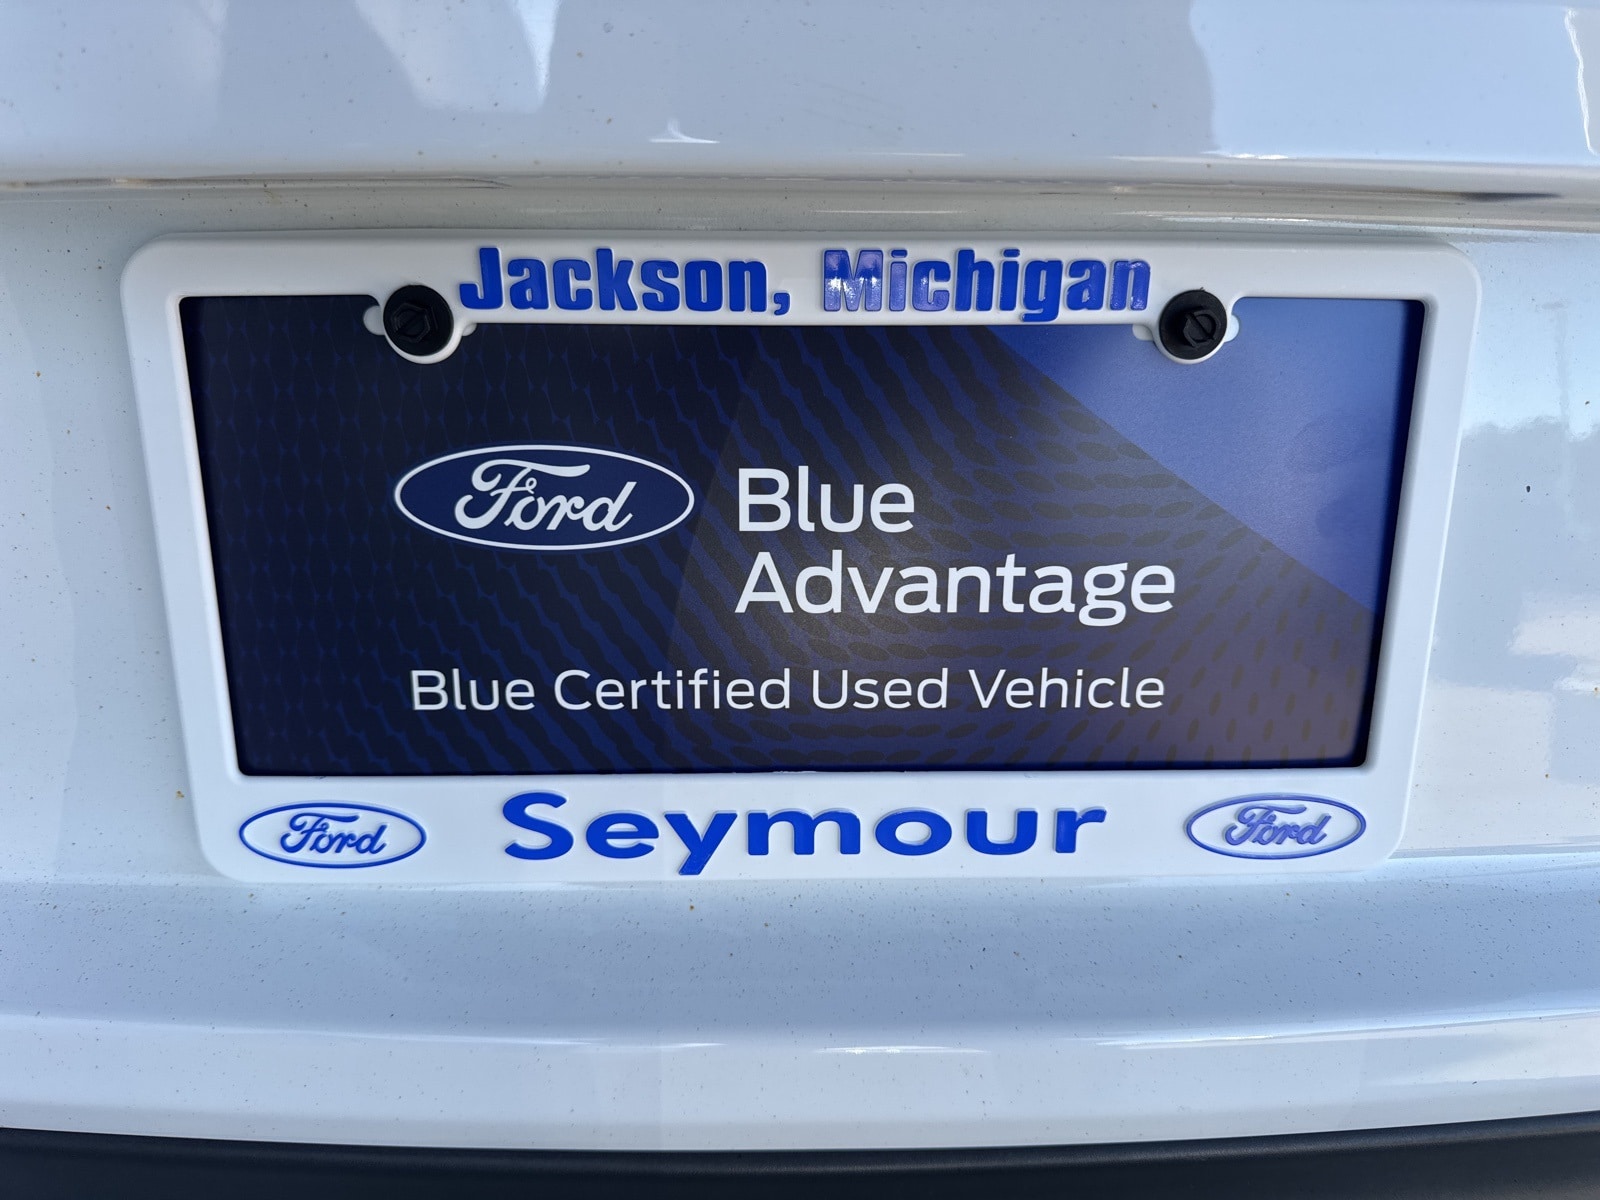 Jackson, Michigan
Ford
Blue
Advantage
Blue Certified Used Vehicle
Ford Seymour Ford